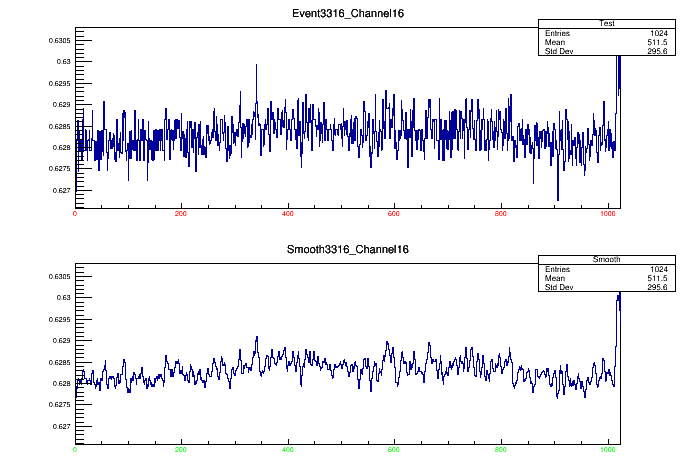 Event3316_Channel16
Test
Entries 1024
Mean 511.5
Std Dev 295.6
0.6305
0.63
0.6295
0.629
0.6285
0.628
0.6275
0.627
0 200 400 600 800 1000
Smooth3316_Channel16
Smooth
Entries 1024
Mean 511.5
Std Dev 295.6
0.6305
0.63
0.6295
0.629
0.6285
0.628
0.6275
0.627
0 200 400 600 800 1000